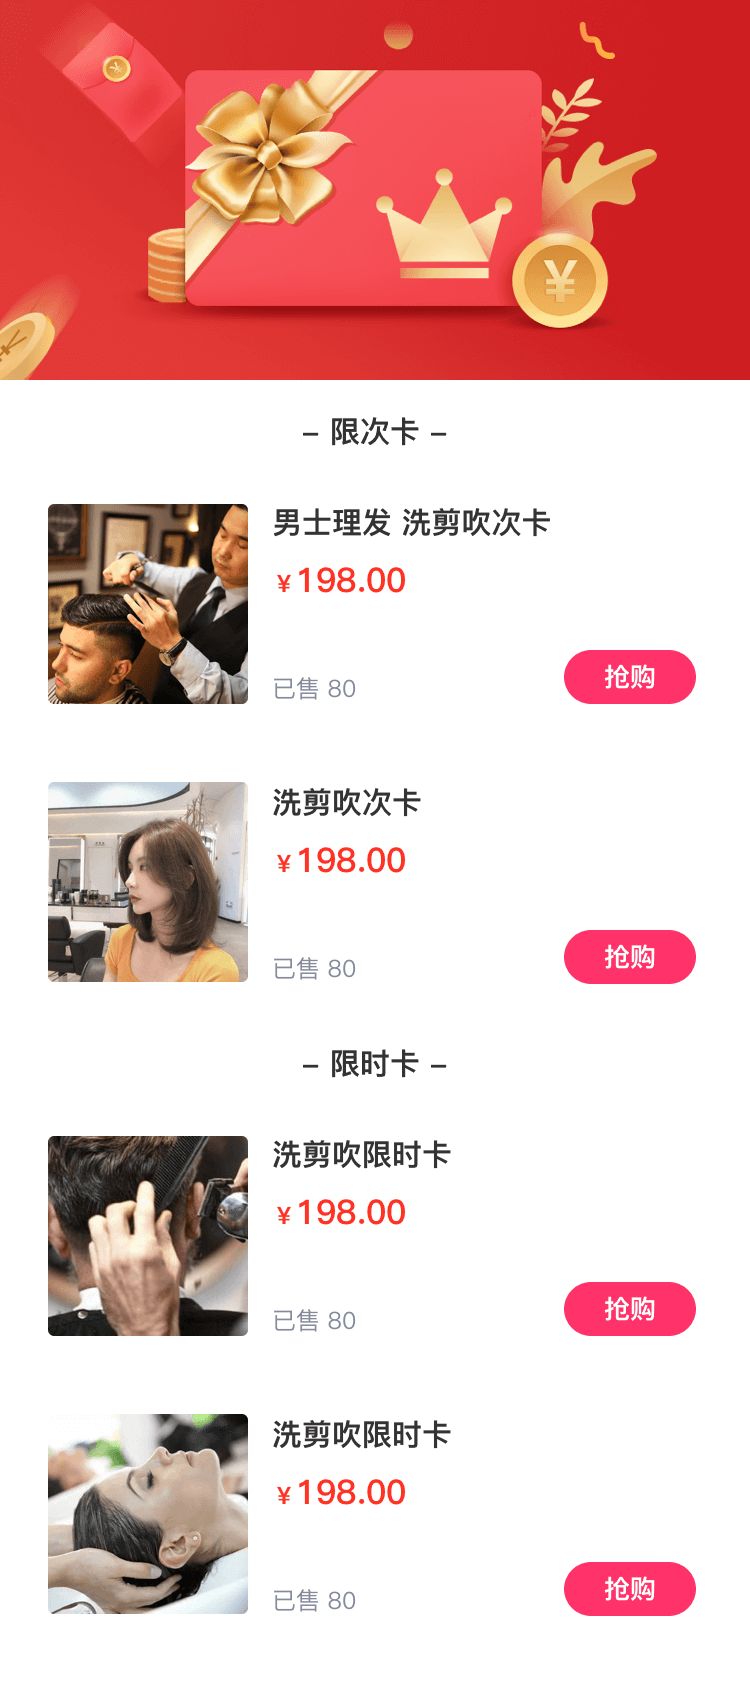 ¥
– 限次卡 –
男士理发 洗剪吹次卡
¥198.00
已售 80
抢购
洗剪吹次卡
¥198.00
已售 80
抢购
– 限时卡 –
洗剪吹限时卡
¥198.00
已售 80
抢购
洗剪吹限时卡
¥198.00
已售 80
抢购